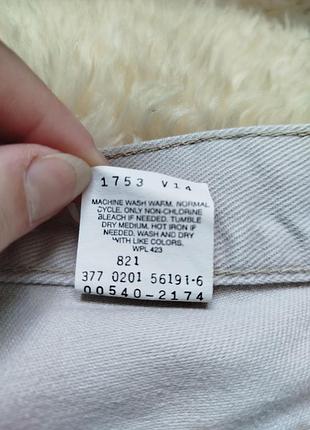 1753 V14
MACHINE WASH WARM, NORMAL
CYCLE, ONLY NON-CHLORINE
BLEACH IF NEEDED. TUMBLE
DRY MEDIUM, HOT IRON IF
NEEDED, WASH AND DRY
WITH LIKE COLORS.
WPL 423
821
377 0201 56191-6
00540-2174